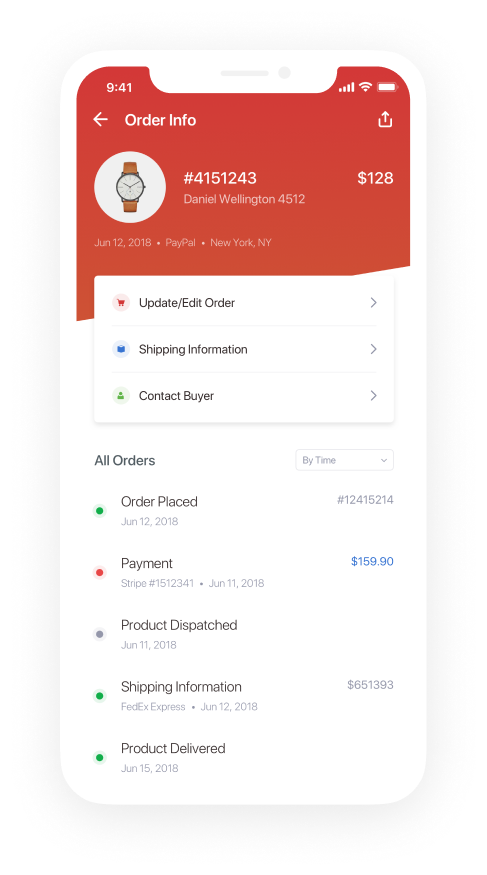 9:41
Order Info
#4151243 $128
Daniel Wellington 4512
Jun 12, 2018 • PayPal • New York, NY
Update/Edit Order
Shipping Information
Contact Buyer
All Orders By Time
Order Placed #12415214
Jun 12, 2018
Payment $159.90
Stripe #1512341 • Jun 11, 2018
Product Dispatched
Jun 11, 2018
Shipping Information $651393
FedEx Express • Jun 12, 2018
Product Delivered
Jun 15, 2018